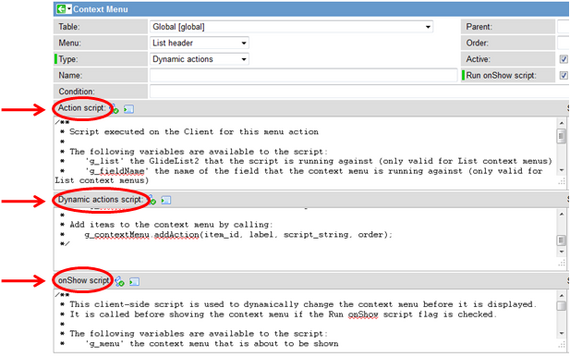 Context Menu
Table: Global [global] Parent:
Menu: List header Order:
Type: Dynamic actions Active:
Name: Run onShow script:
Condition:
Action script:
/**
* Script executed on the Client for this menu action
*
* The following variables are available to the script:
* 'g_list' the GlideList2 that the script is running against (only valid for List context menus)
* 'g_fieldName' the name of the field that the context menu is running against (only valid for
List context menus)
Dynamic actions script:
*
* Add items to the context menu by calling:
* g_contextMenu.addAction(item_id, label, script_string, order);
*/
onShow script:
/**
* This client-side script is used to dynamically change the context menu before it is displayed.
* It is called before showing the context menu if the Run onShow script flag is checked.
*
* The following variables are available to the script:
* 'g_menu' the context menu that is about to be shown